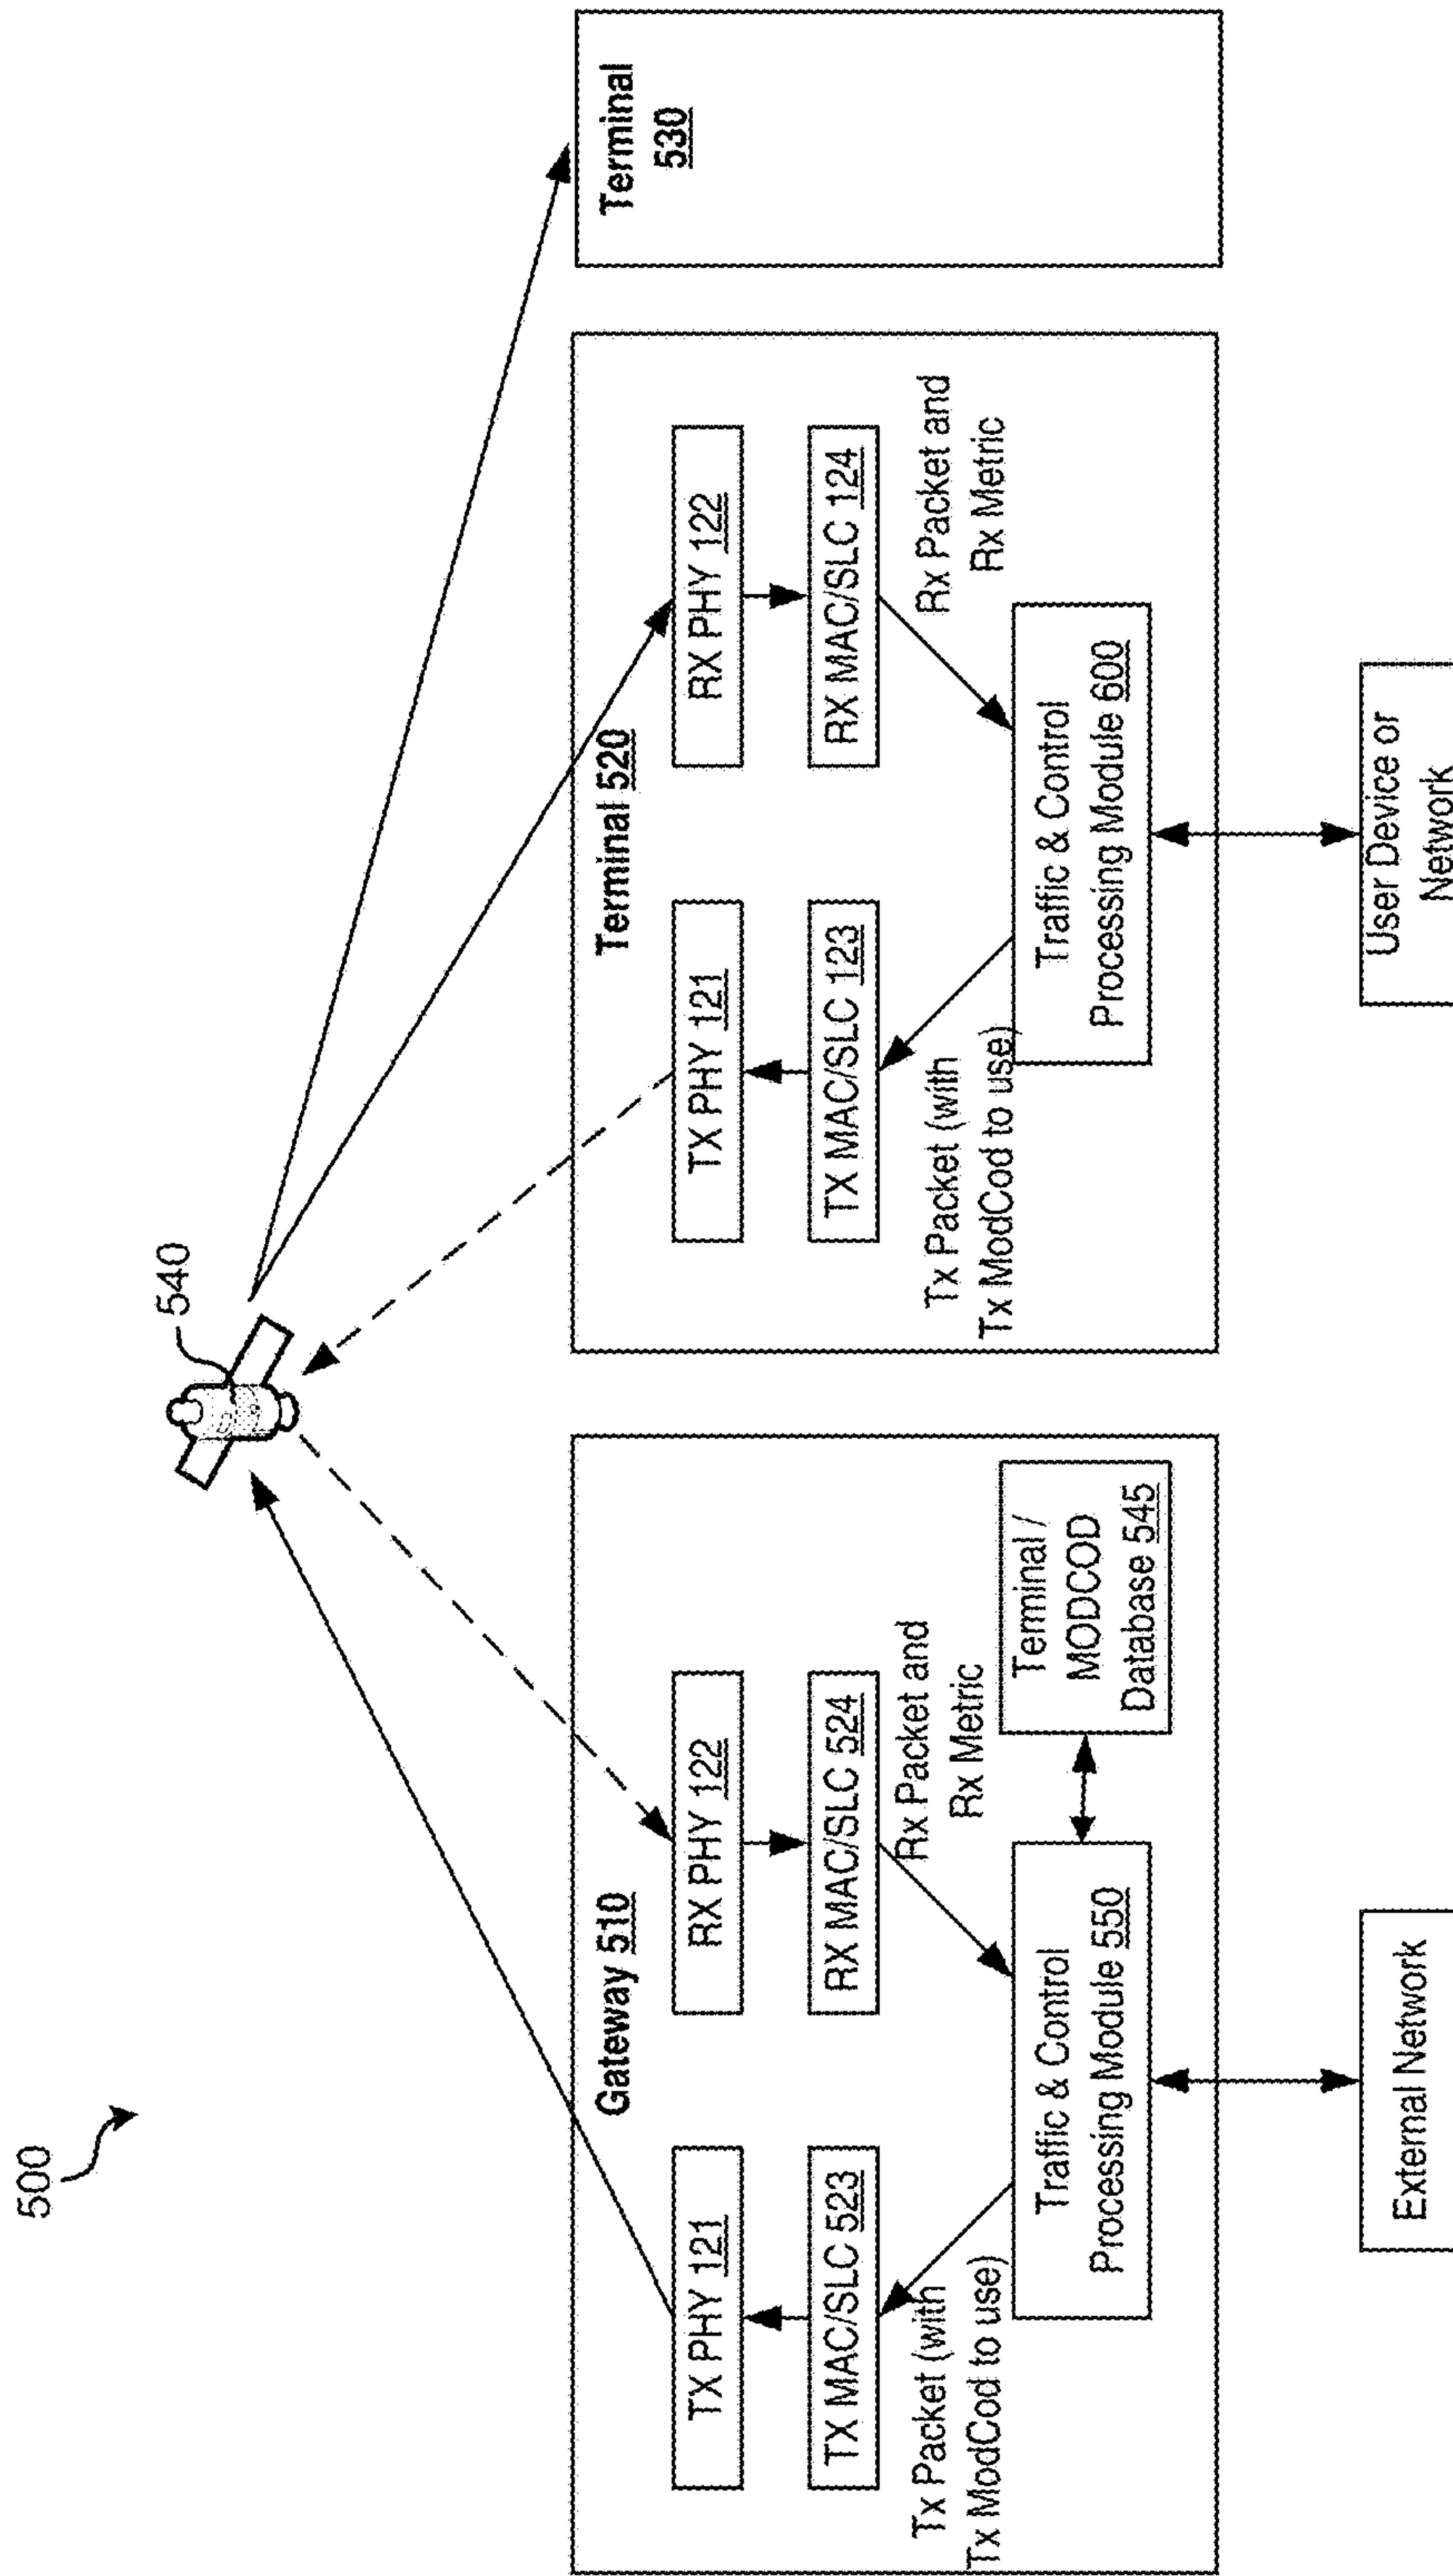 500
540
Gateway 510
TX PHY 121
RX PHY 122
TX MAC/SLC 523
RX MAC/SLC 524
Tx Packet (with
Tx ModCod to use)
Rx Packet and
Rx Metric
Traffic & Control
Processing Module 550
Terminal /
MODCOD
Database 545
External Network
Terminal 520
TX PHY 121
RX PHY 122
TX MAC/SLC 123
RX MAC/SLC 124
Tx Packet (with
Tx ModCod to use)
Rx Packet and
Rx Metric
Traffic & Control
Processing Module 600
User Device or
Network
Terminal
530